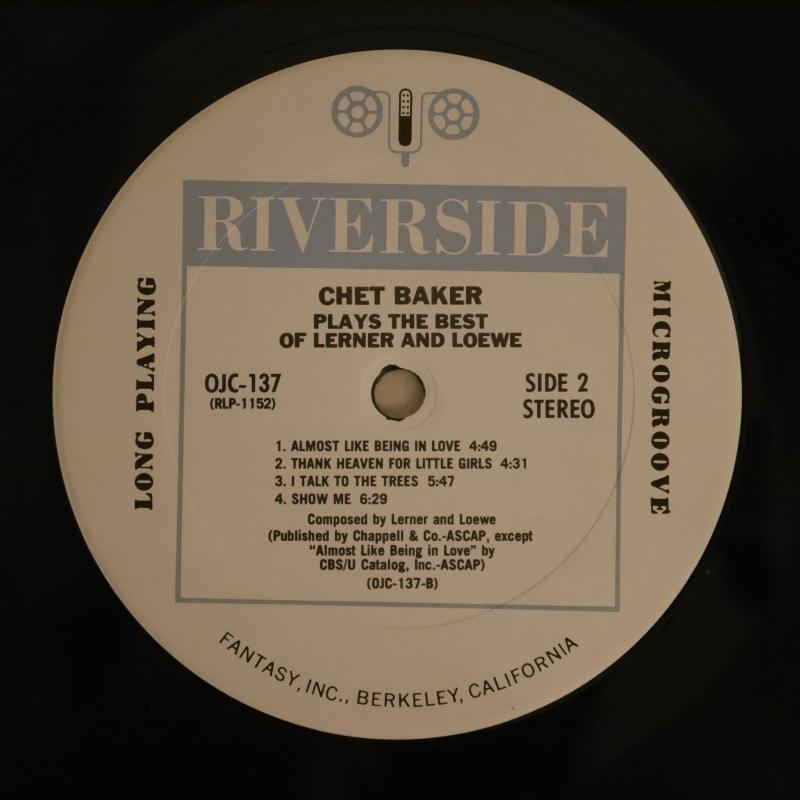 RIVERSIDE
CHET BAKER
PLAYS THE BEST
OF LERNER AND LOEWE
LONG PLAYING
MICROGROOVE
OJC-137
(RLP-1152)
SIDE 2
STEREO
1. ALMOST LIKE BEING IN LOVE 4:49
2. THANK HEAVEN FOR LITTLE GIRLS 4:31
3. I TALK TO THE TREES 5:47
4. SHOW ME 6:29
Composed by Lerner and Loewe
(Published by Chappell & Co.-ASCAP, except
"Almost Like Being in Love" by
CBS/U Catalog, Inc.-ASCAP)
(OJC-137-B)
FANTASY, INC., BERKELEY, CALIFORNIA